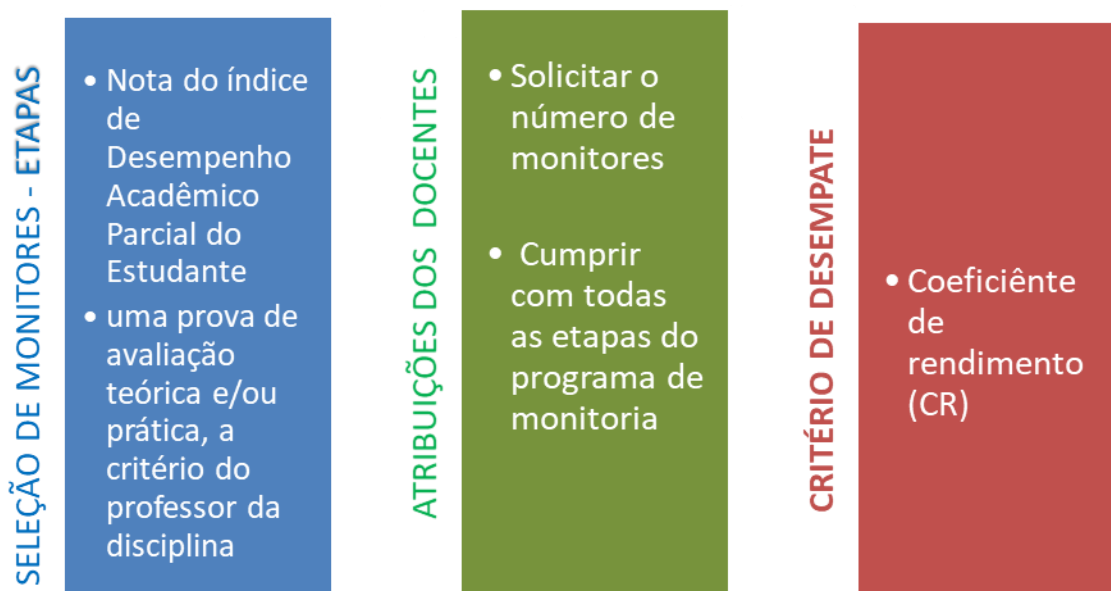 SELEÇÃO DE MONITORES - ETAPAS
• Nota do índice
de
Desempenho
Acadêmico
Parcial do
Estudante
• uma prova de
avaliação
teórica e/ou
prática, a
critério do
professor da
disciplina
ATRIBUIÇÕES DOS DOCENTES
• Solicitar o
número de
monitores
• Cumprir
com todas
as etapas do
programa de
monitoria
CRITÉRIO DE DESEMPATE
• Coeficiênte
de
rendimento
(CR)